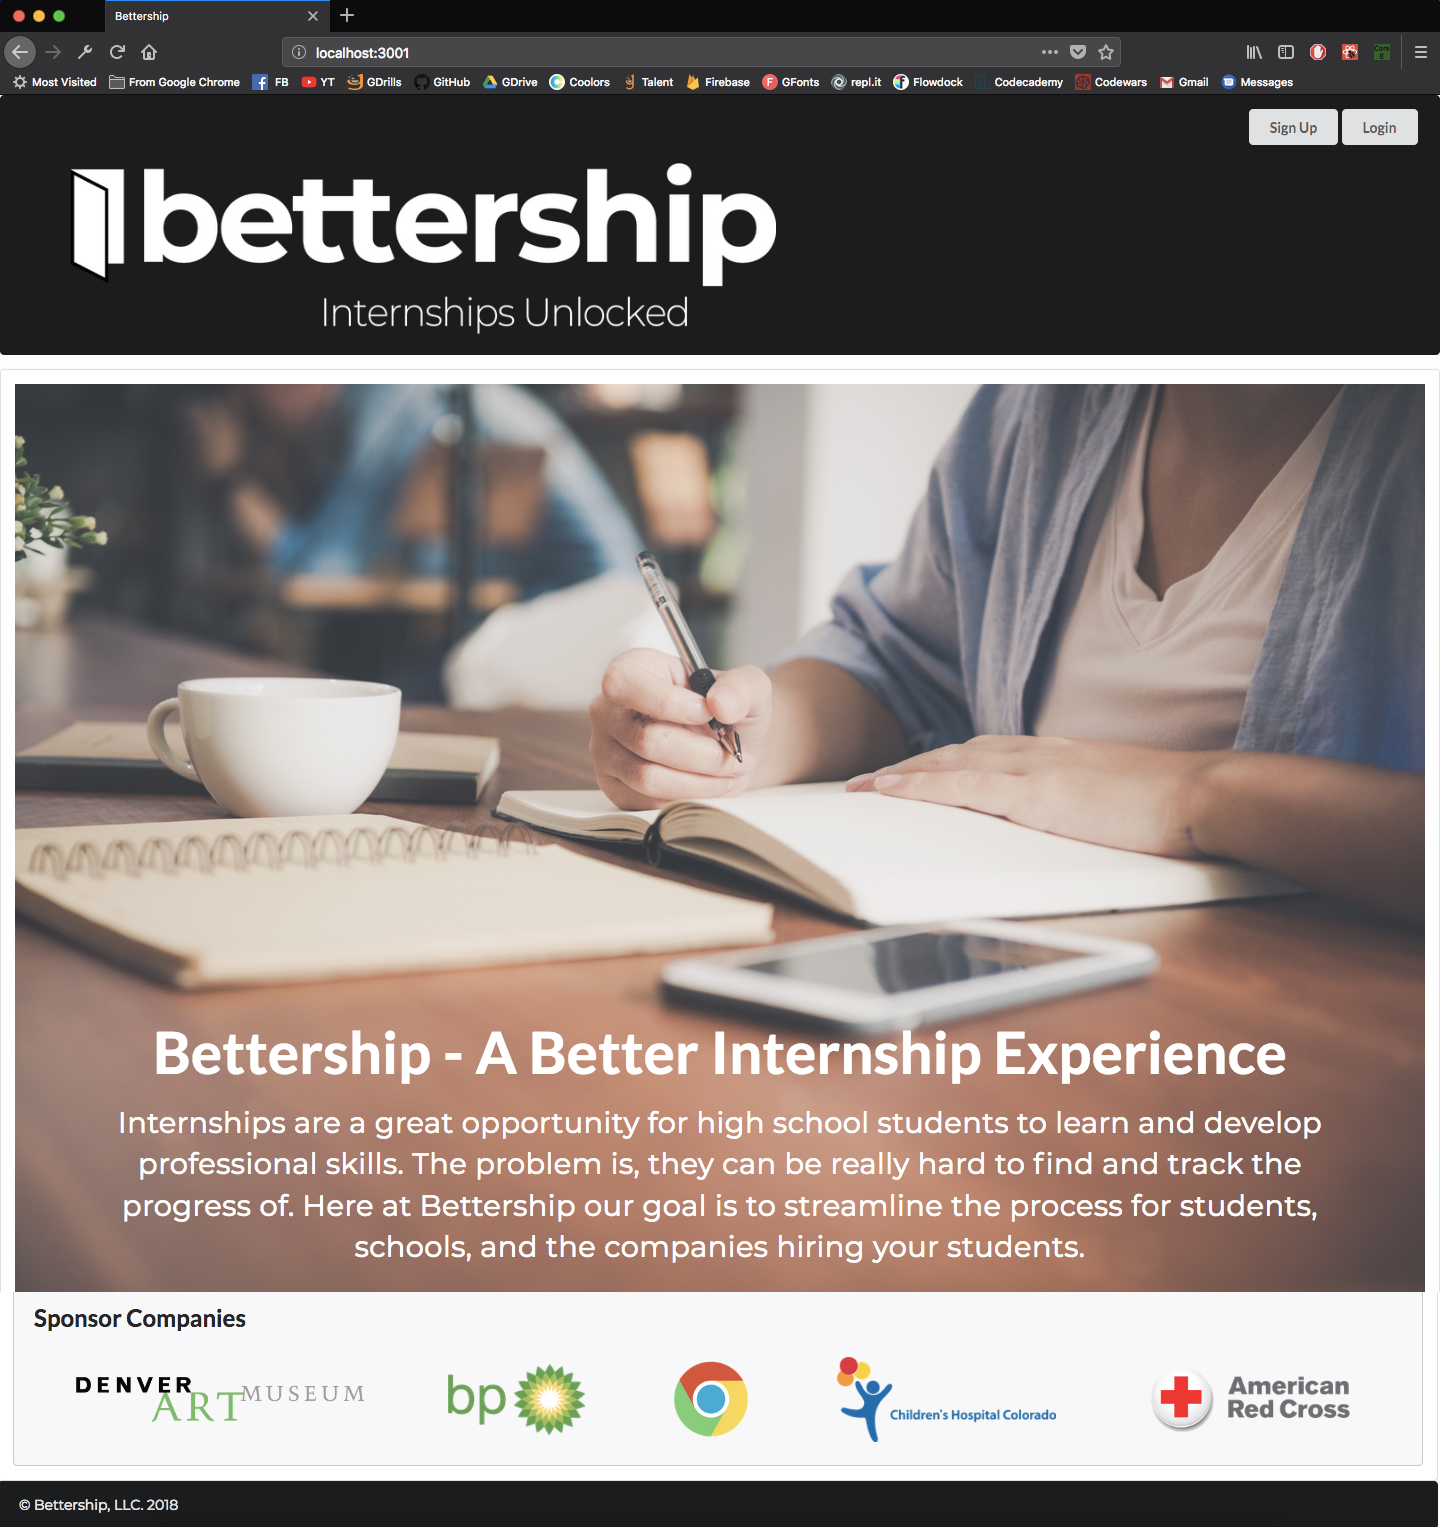 Bettership
localhost:3001
Most Visited From Google Chrome FB YT GDrills GitHub GDrive Coolors Talent Firebase GFonts repl.it Flowdock Codecademy Codewars Gmail Messages
Sign Up Login
bettership
Internships Unlocked
Bettership - A Better Internship Experience
Internships are a great opportunity for high school students to learn and develop
professional skills. The problem is, they can be really hard to find and track the
progress of. Here at Bettership our goal is to streamline the process for students,
schools, and the companies hiring your students.
Sponsor Companies
DENVER
ART MUSEUM
bp
Children's Hospital Colorado
American
Red Cross
© Bettership, LLC. 2018